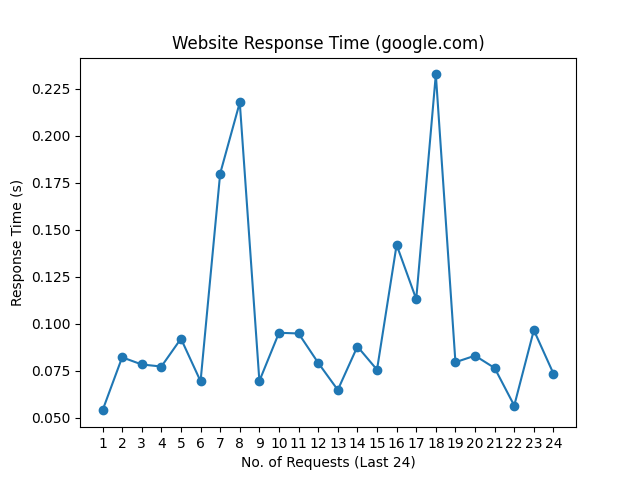 Website Response Time (google.com)
Response Time (s)
0.225
0.200
0.175
0.150
0.125
0.100
0.075
0.050
1 2 3 4 5 6 7 8 9 10 11 12 13 14 15 16 17 18 19 20 21 22 23 24
No. of Requests (Last 24)